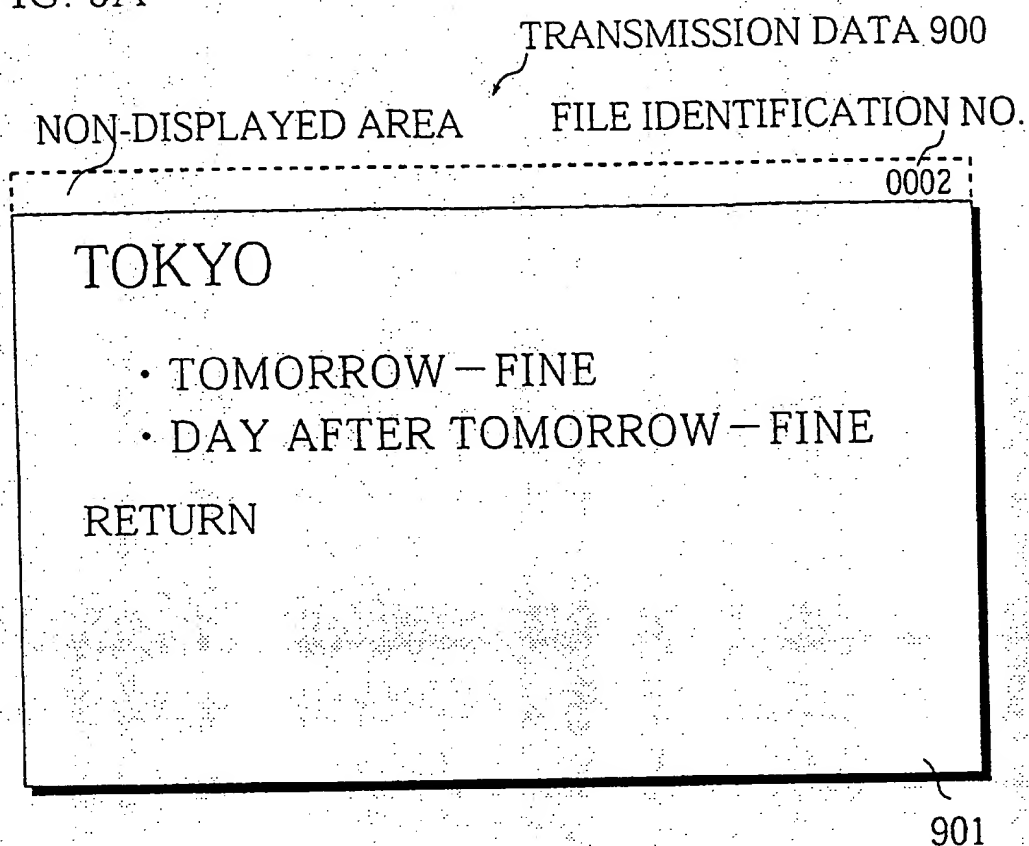 TRANSMISSION DATA 900
NON-DISPLAYED AREA FILE IDENTIFICATION NO.
0002
TOKYO
・TOMORROW－FINE
・DAY AFTER TOMORROW－FINE
RETURN
901